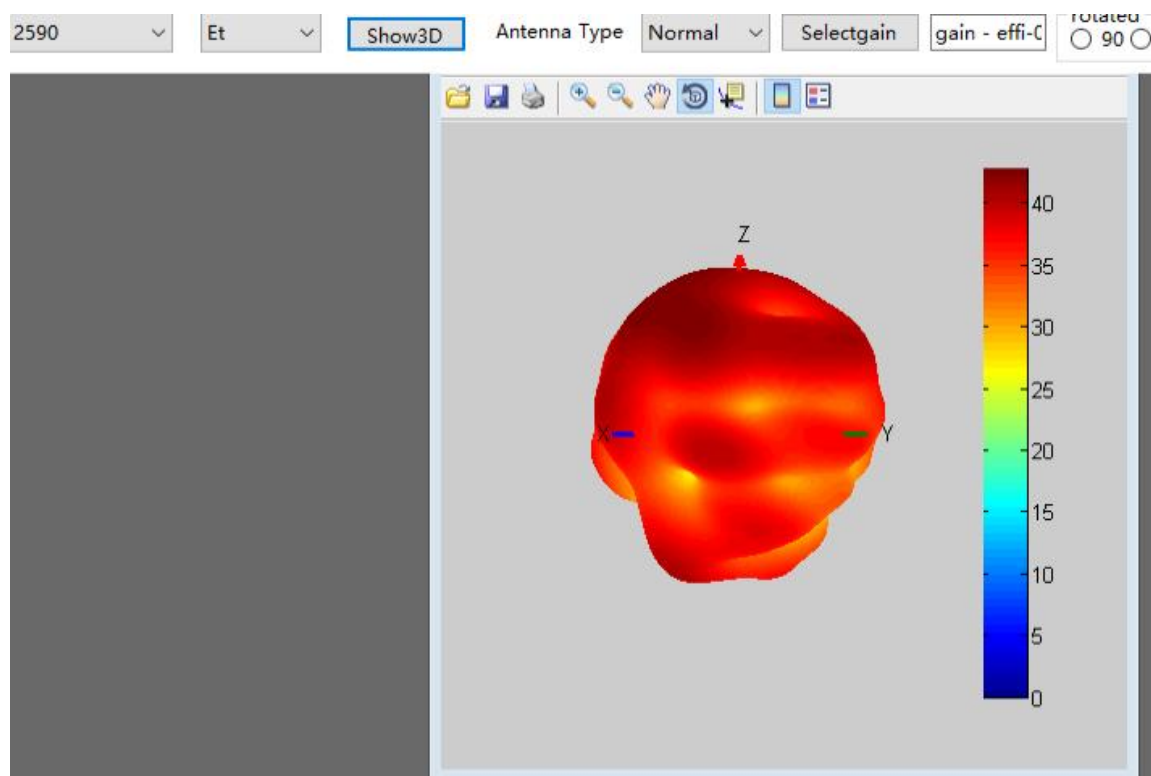 2590
Et
Show3D
Antenna Type
Normal
Selectgain
gain - effi-
rotated
90
Z
X
Y
40
35
30
25
20
15
10
5
0